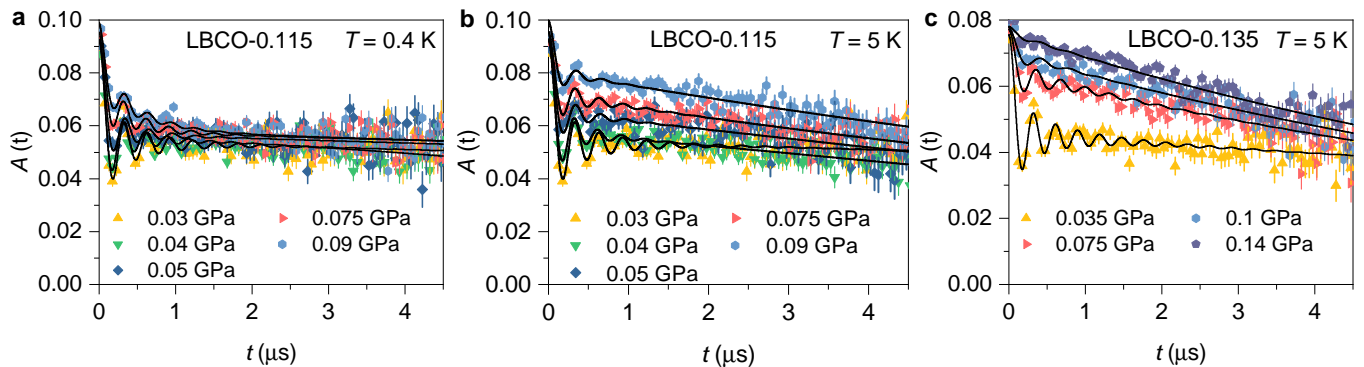 a
LBCO-0.115 T = 0.4 K
0.10
0.08
0.06
0.04
0.02
0.00
A (t)
0.03 GPa
0.04 GPa
0.05 GPa
0.075 GPa
0.09 GPa
0 1 2 3 4
t (μs)
b
LBCO-0.115 T = 5 K
0.10
0.08
0.06
0.04
0.02
0.00
A (t)
0.03 GPa
0.04 GPa
0.05 GPa
0.075 GPa
0.09 GPa
0 1 2 3 4
t (μs)
c
LBCO-0.135 T = 5 K
0.08
0.06
0.04
0.02
0.00
A (t)
0.035 GPa
0.075 GPa
0.1 GPa
0.14 GPa
0 1 2 3 4
t (μs)